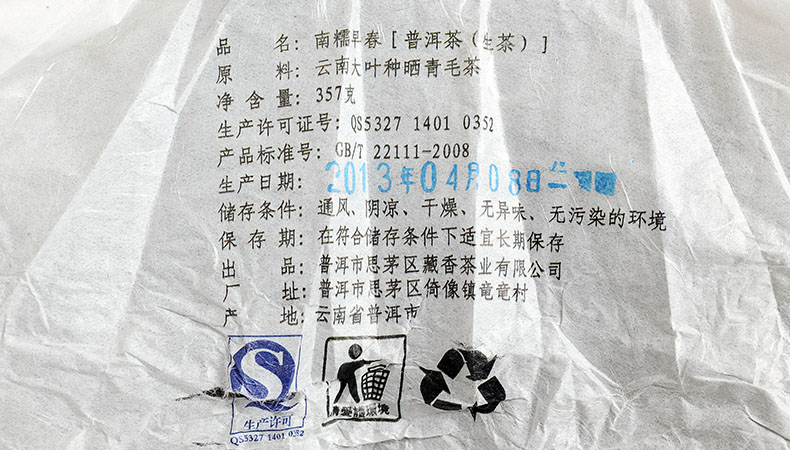 品 名：南糯早春[普洱茶（生茶）]
原 料：云南大叶种晒青毛茶
净 含 量：357克
生产许可证号：QS5327 1401 0352
产品标准号：GB/T 22111-2008
生产日期：2013年04月08日
储存条件：通风、阴凉、干燥、无异味、无污染的环境
保 存 期：在符合储存条件下适宜长期保存
出 品：普洱市思茅区藏香茶业有限公司
厂 址：普洱市思茅区倚像镇竜竜村
产 地：云南省普洱市
生产许可
QS5327 1401 0352